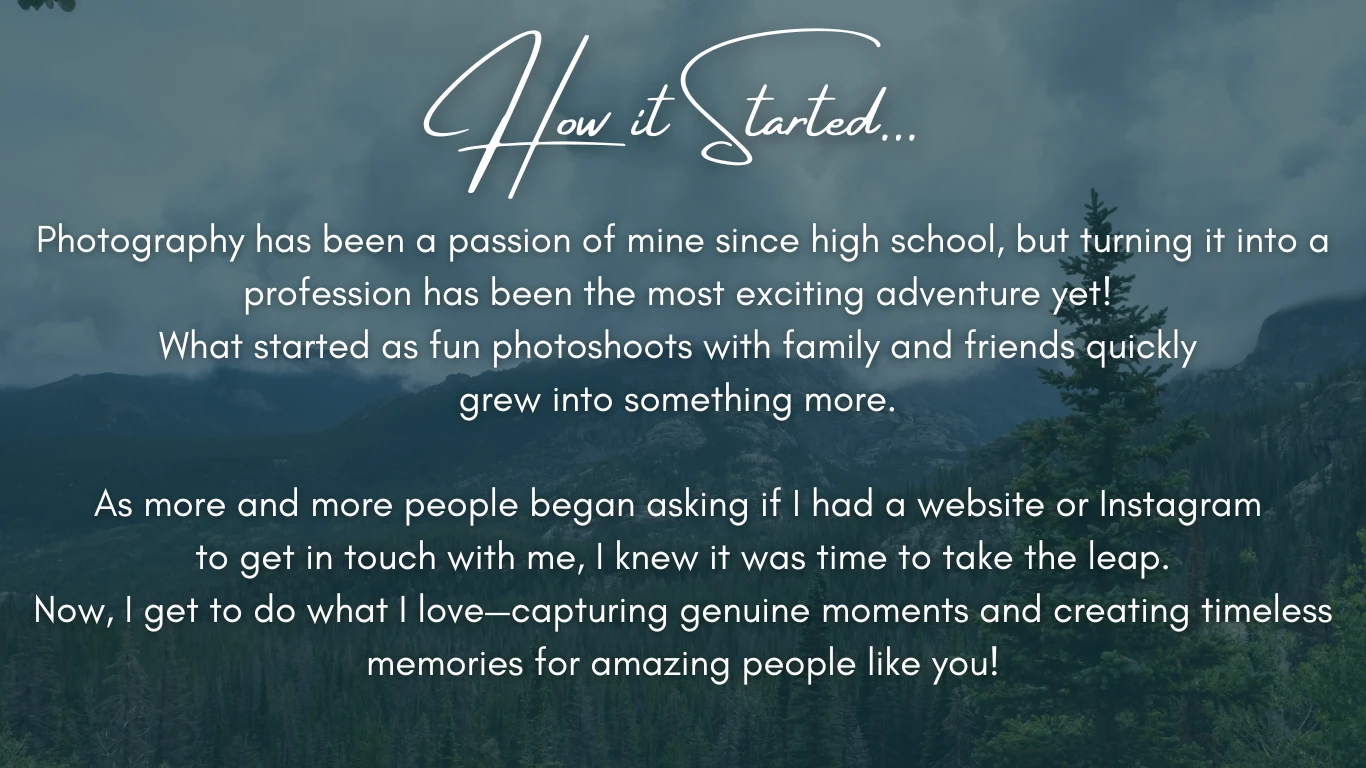 How it Started...
Photography has been a passion of mine since high school, but turning it into a
profession has been the most exciting adventure yet!
What started as fun photoshoots with family and friends quickly
grew into something more.
As more and more people began asking if I had a website or Instagram
to get in touch with me, I knew it was time to take the leap.
Now, I get to do what I love—capturing genuine moments and creating timeless
memories for amazing people like you!